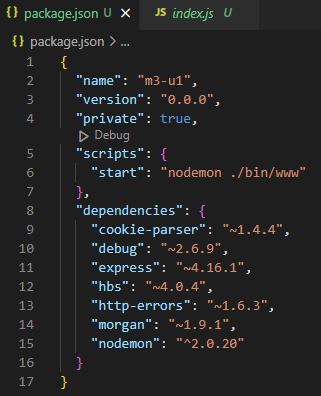 {} package.json U X JS index.js U
{} package.json > ...
1 {
2 "name": "m3-u1",
3 "version": "0.0.0",
4 "private": true,
Debug
5 "scripts": {
6 "start": "nodemon ./bin/www"
7 },
8 "dependencies": {
9 "cookie-parser": "~1.4.4",
10 "debug": "~2.6.9",
11 "express": "~4.16.1",
12 "hbs": "~4.0.4",
13 "http-errors": "~1.6.3",
14 "morgan": "~1.9.1",
15 "nodemon": "^2.0.20"
16 }
17 }